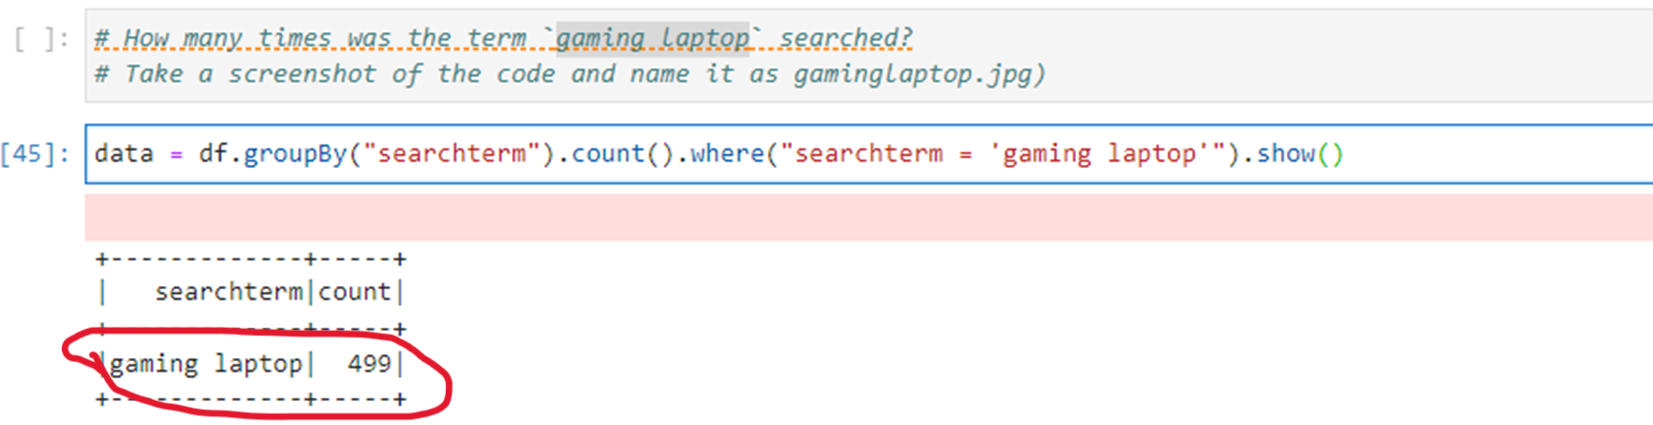 [ ]: # How many times was the term `gaming laptop` searched?
# Take a screenshot of the code and name it as gaminglaptop.jpg)
[45]: data = df.groupBy("searchterm").count().where("searchterm = 'gaming laptop'").show()
+-------------+-----+
|   searchterm|count|
+-------------+-----+
|gaming laptop|  499|
+-------------+-----+